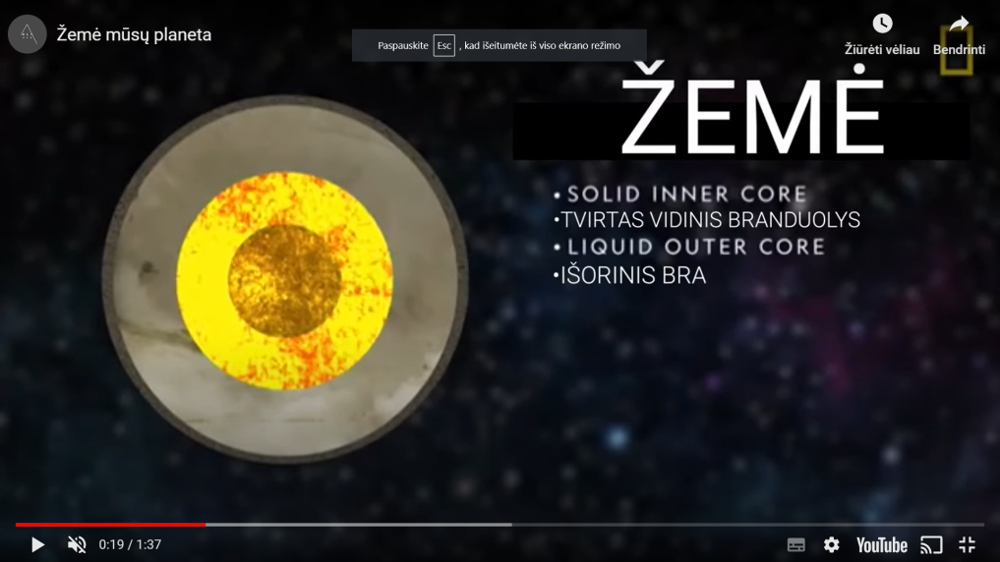 Žemė mūsų planeta
Paspauskite Esc , kad išeitumėte iš viso ekrano režimo
Žiūrėti vėliau
Bendrinti
ŽEMĖ
• SOLID INNER CORE
•TVIRTAS VIDINIS BRANDUOLYS
• LIQUID OUTER CORE
•IŠORINIS BRA
0:19 / 1:37
YouTube